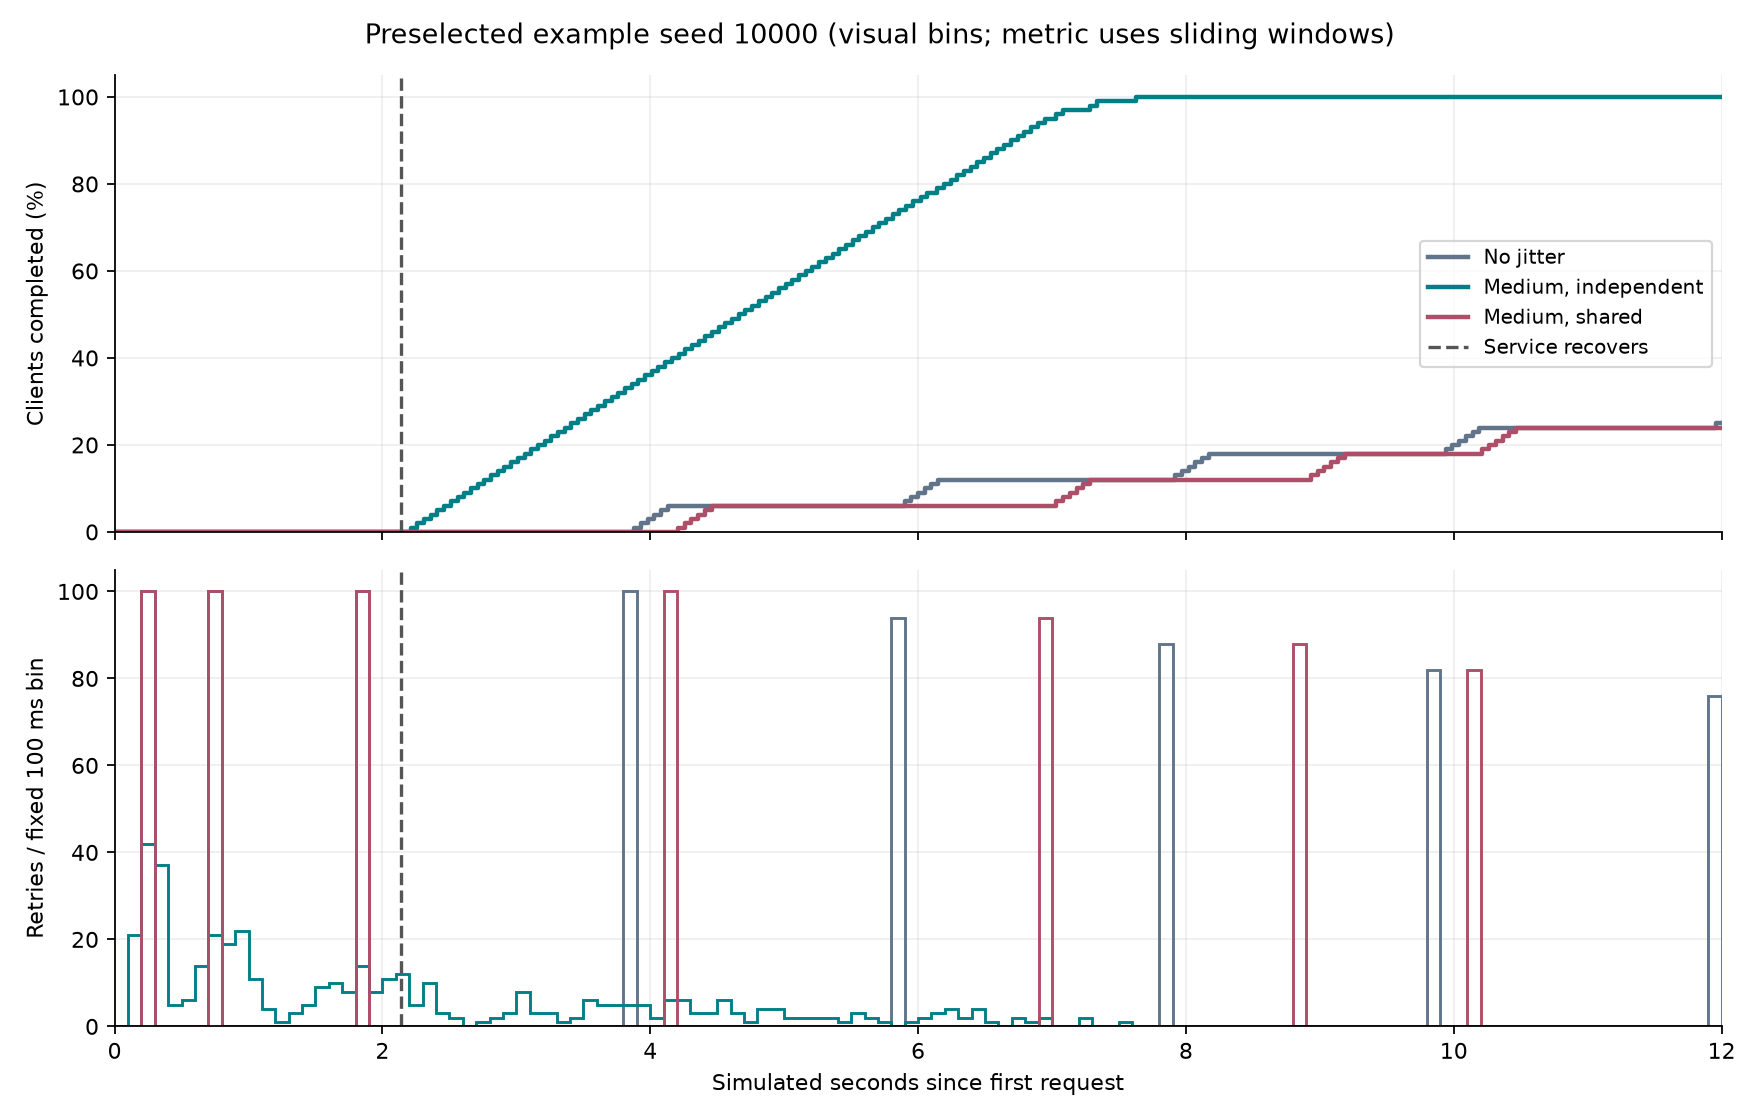 Preselected example seed 10000 (visual bins; metric uses sliding windows)
Clients completed (%)
100
80
60
40
20
0
No jitter
Medium, independent
Medium, shared
Service recovers
Retries / fixed 100 ms bin
100
80
60
40
20
0
0 2 4 6 8 10 12
Simulated seconds since first request